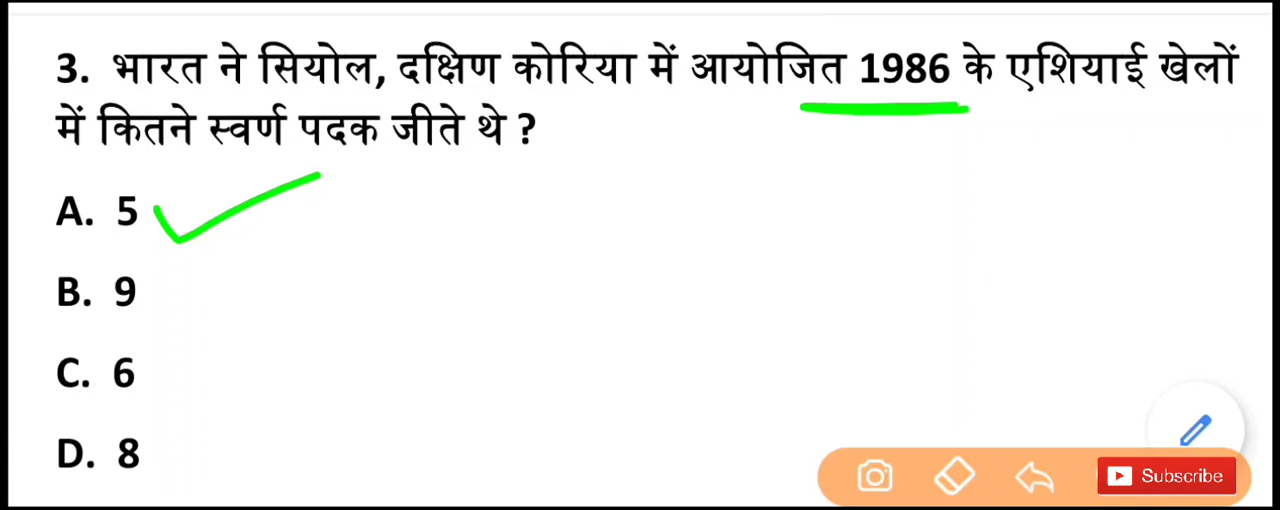 3. भारत ने सियोल, दक्षिण कोरिया में आयोजित 1986 के एशियाई खेलों
में कितने स्वर्ण पदक जीते थे ?
A. 5
B. 9
C. 6
D. 8
Subscribe